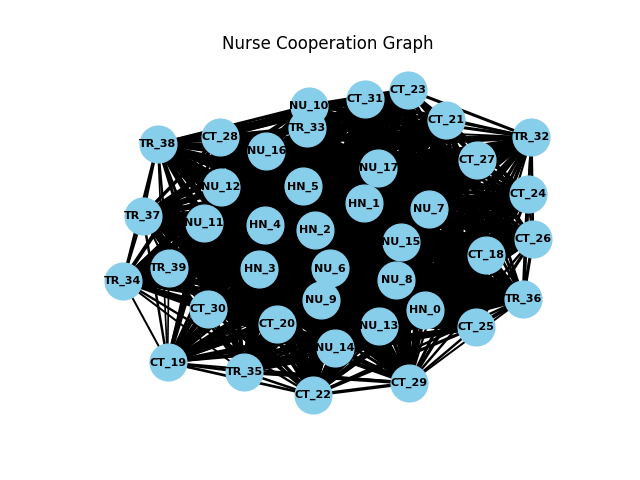 Nurse Cooperation Graph
CT_23
CT_31
NU_10
CT_21
TR_33
TR_32
CT_28
TR_38
NU_16
CT_27
NU_17
NU_12
HN_5
CT_24
HN_1
NU_7
TR_37
NU_11
HN_4
HN_2
CT_26
NU_15
CT_18
TR_39
HN_3
NU_6
TR_34
NU_8
NU_9
TR_36
CT_30
HN_0
CT_20
NU_13
CT_25
NU_14
CT_19
TR_35
CT_29
CT_22